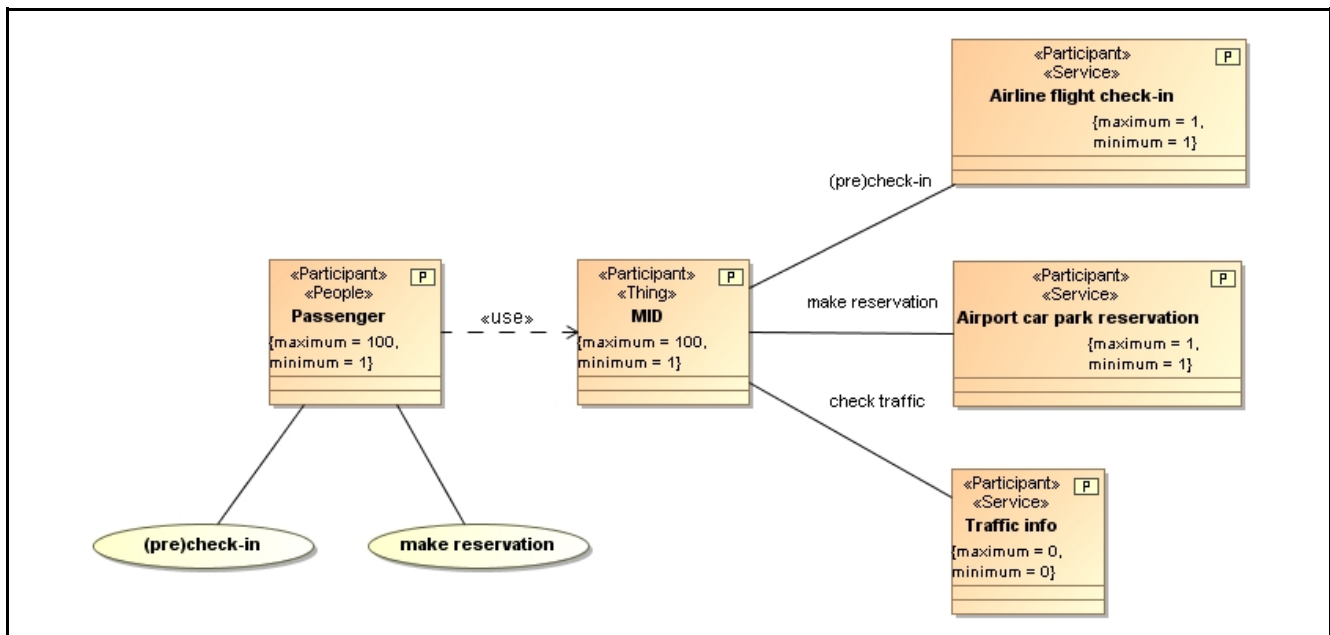 «Participant»
P
«Service»
Airline flight check-in
{maximum = 1,
minimum = 1}
(pre)check-in
«Participant»
P
«People»
Passenger
{maximum = 100,
minimum = 1}
«use»
«Participant»
P
«Thing»
MID
{maximum = 100,
minimum = 1}
make reservation
«Participant»
P
«Service»
Airport car park reservation
{maximum = 1,
minimum = 1}
check traffic
«Participant»
P
«Service»
Traffic info
{maximum = 0,
minimum = 0}
(pre)check-in
make reservation